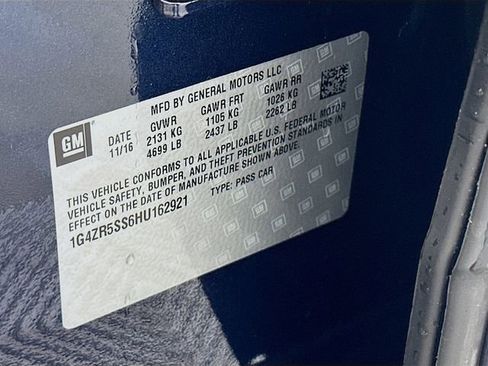 MFD BY GENERAL MOTORS LLC
GM DATE GVWR GAWR FRT GAWR RR
11/16 2131 KG 1105 KG 1026 KG
4699 LB 2437 LB 2262 LB
THIS VEHICLE CONFORMS TO ALL APPLICABLE U.S. FEDERAL MOTOR
VEHICLE SAFETY, BUMPER, AND THEFT PREVENTION STANDARDS IN
EFFECT ON THE DATE OF MANUFACTURE SHOWN ABOVE.
1G4ZR5SS6HU162921 TYPE: PASS CAR